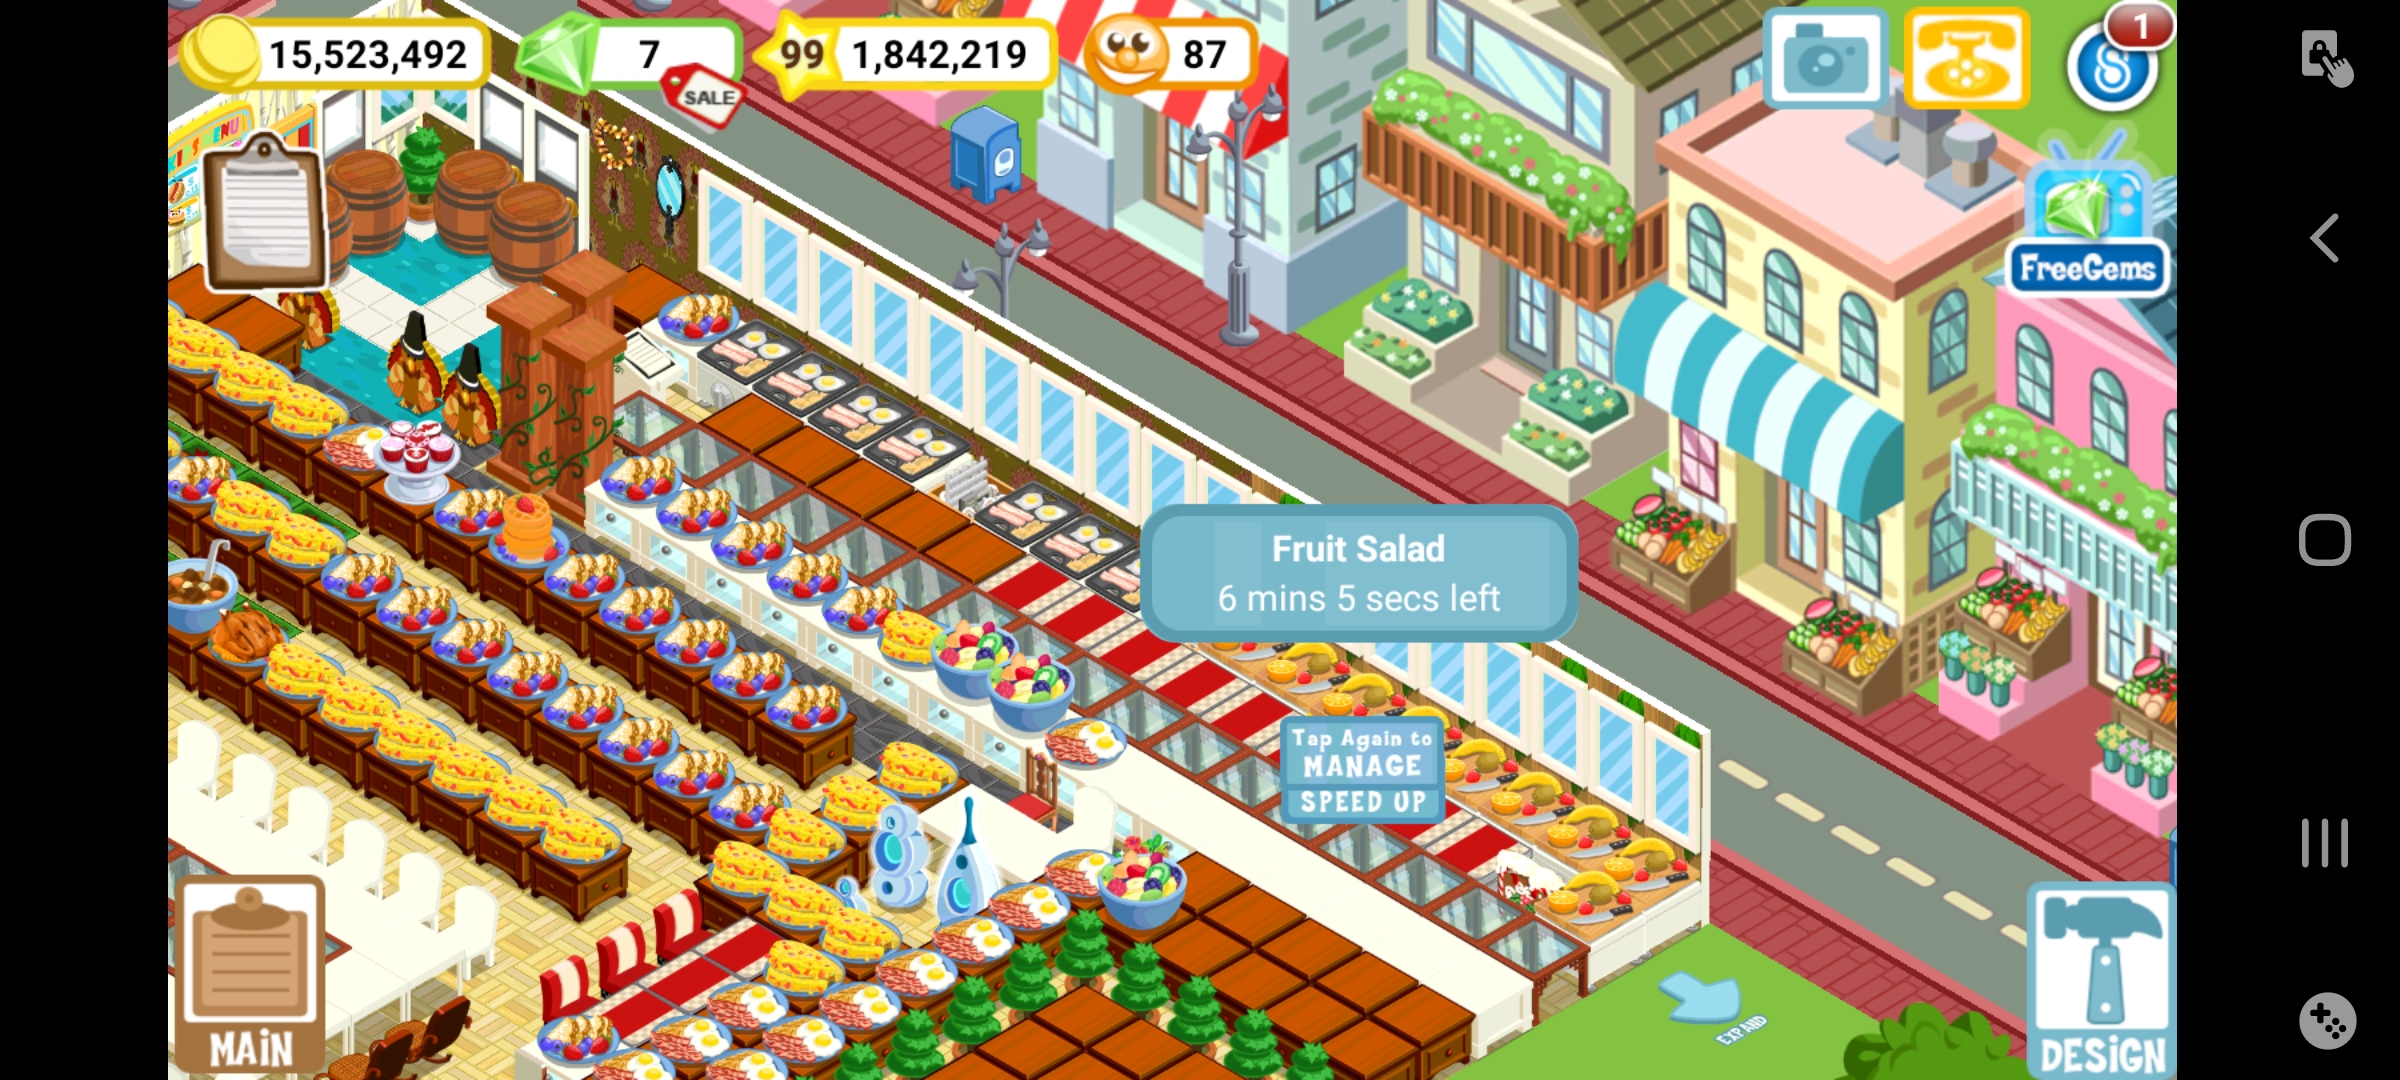 15,523,492
7
SALE
99
1,842,219
87
1
FreeGems
Fruit Salad
6 mins 5 secs left
Tap Again to
MANAGE
SPEED UP
EXPAND
MAIN
DESIGN